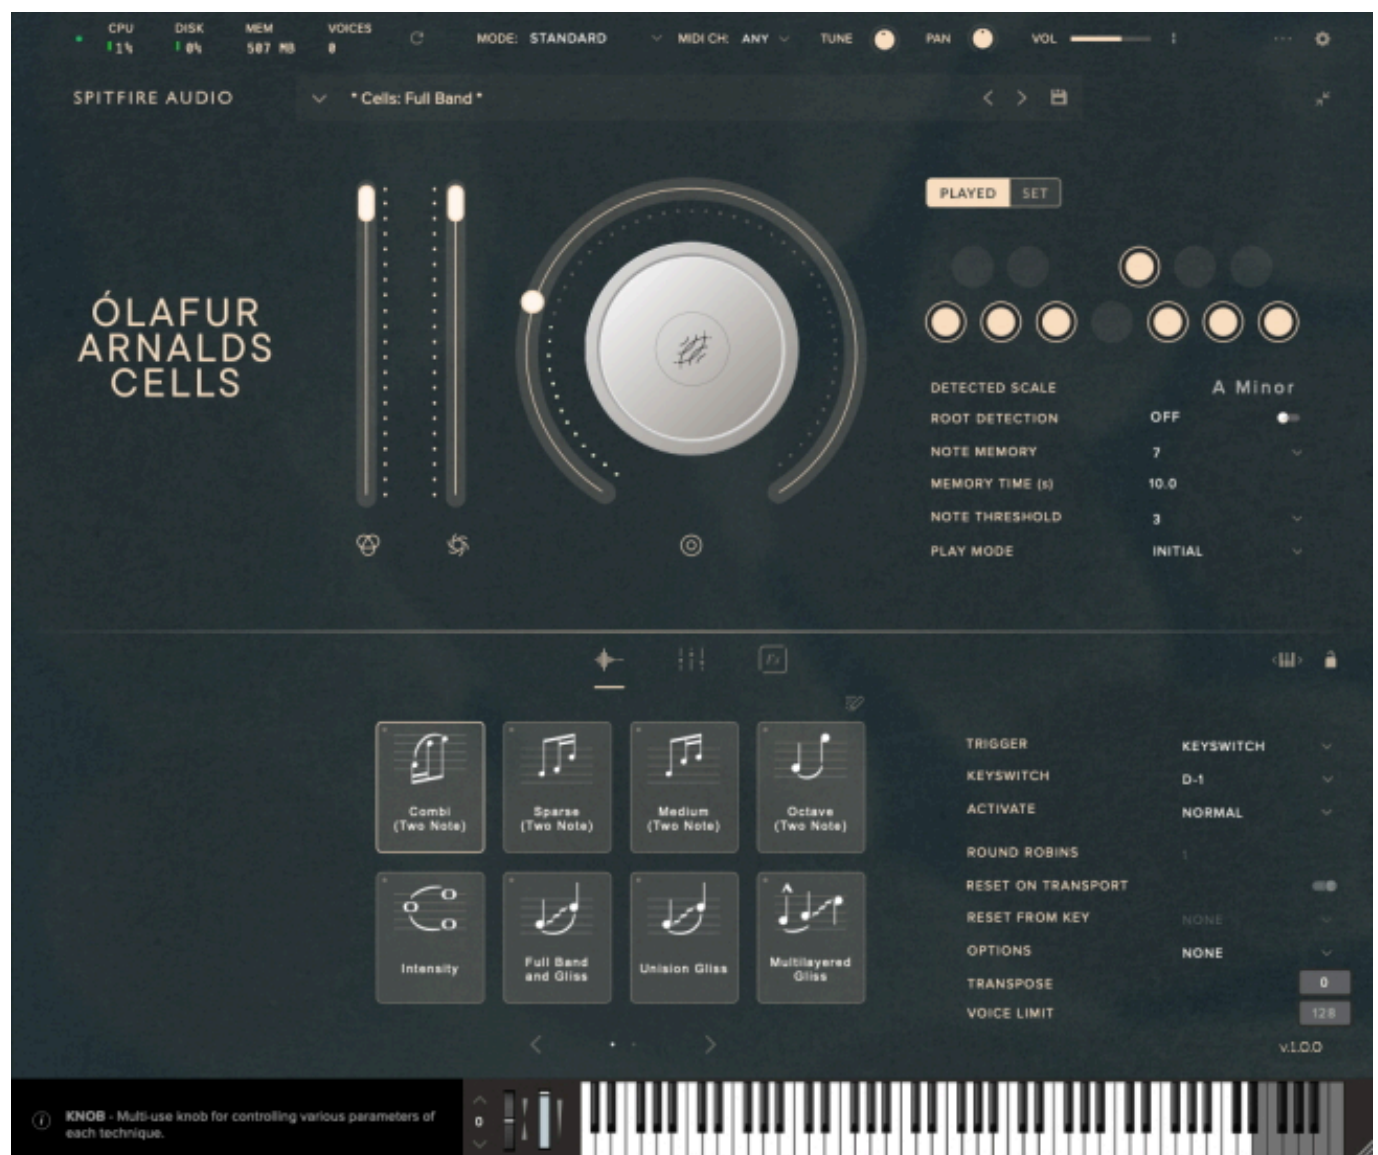 CPU DISK MEM VOICES
1% 0% 507 MB 0
MODE: STANDARD MIDI CH: ANY TUNE PAN VOL
SPITFIRE AUDIO
* Cells: Full Band *
PLAYED SET
ÓLAFUR
ARNALDS
CELLS
DETECTED SCALE A Minor
ROOT DETECTION OFF
NOTE MEMORY 7
MEMORY TIME (s) 10.0
NOTE THRESHOLD 3
PLAY MODE INITIAL
Combi
(Two Note)
Sparse
(Two Note)
Medium
(Two Note)
Octave
(Two Note)
Intensity
Full Band
and Gliss
Unision Gliss
Multilayered
Gliss
TRIGGER KEYSWITCH
KEYSWITCH D-1
ACTIVATE NORMAL
ROUND ROBINS 1
RESET ON TRANSPORT
RESET FROM KEY NONE
OPTIONS NONE
TRANSPOSE 0
VOICE LIMIT 128
v.1.0.0
KNOB - Multi-use knob for controlling various parameters of
each technique.
0